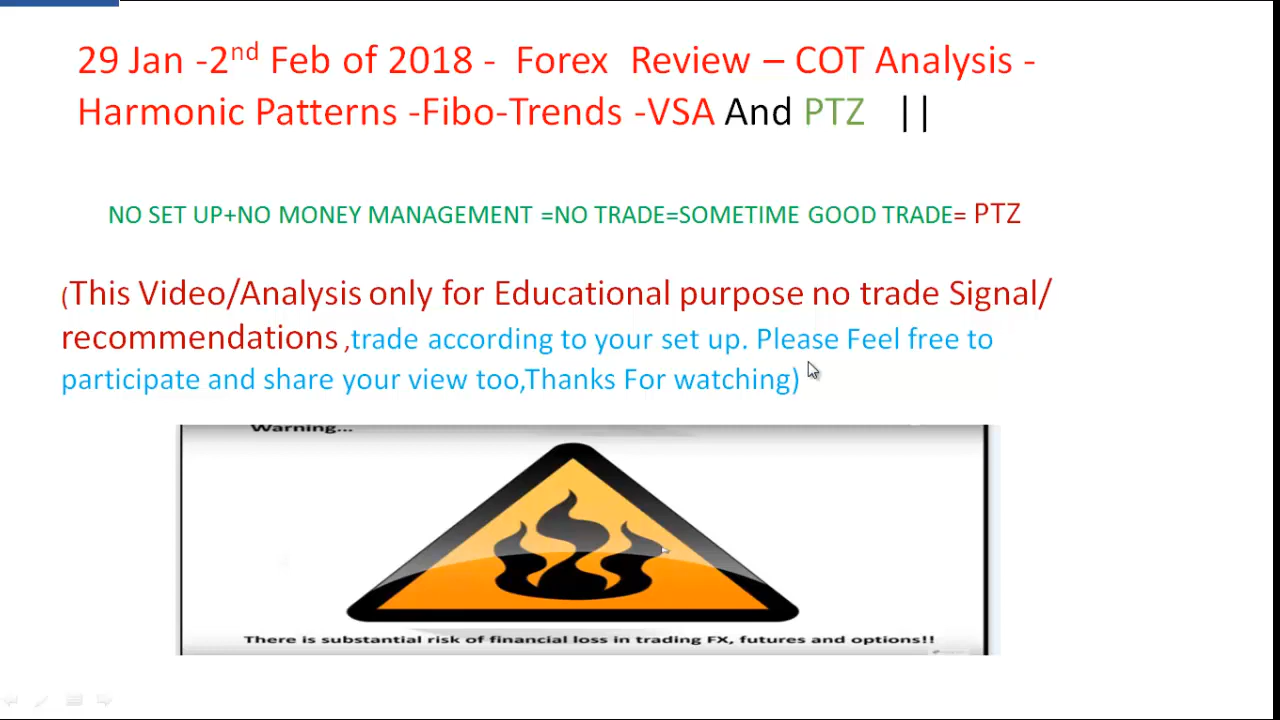 29 Jan -2nd Feb of 2018 - Forex Review – COT Analysis -
Harmonic Patterns -Fibo-Trends -VSA And PTZ ||
NO SET UP+NO MONEY MANAGEMENT =NO TRADE=SOMETIME GOOD TRADE= PTZ
(This Video/Analysis only for Educational purpose no trade Signal/
recommendations ,trade according to your set up. Please Feel free to
participate and share your view too,Thanks For watching)
Warning...
There is substantial risk of financial loss in trading FX, futures and options!!